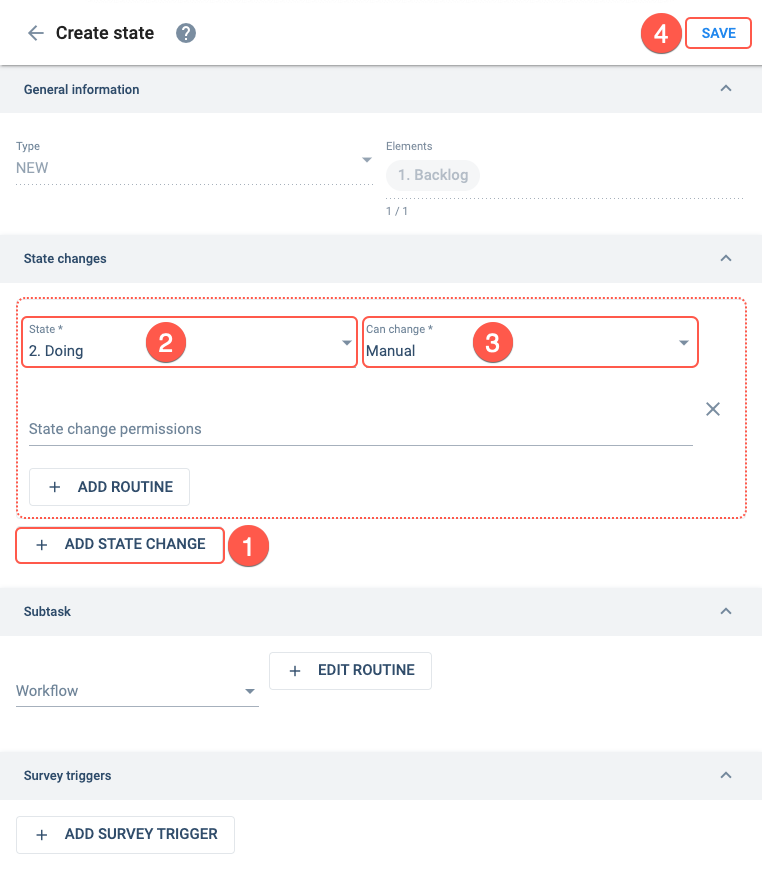 Create state ?
4 SAVE
General information
Type
NEW
Elements
1. Backlog
1 / 1
State changes
State *
2. Doing
2
Can change *
Manual
3
State change permissions
+ ADD ROUTINE
+ ADD STATE CHANGE
1
Subtask
Workflow
+ EDIT ROUTINE
Survey triggers
+ ADD SURVEY TRIGGER